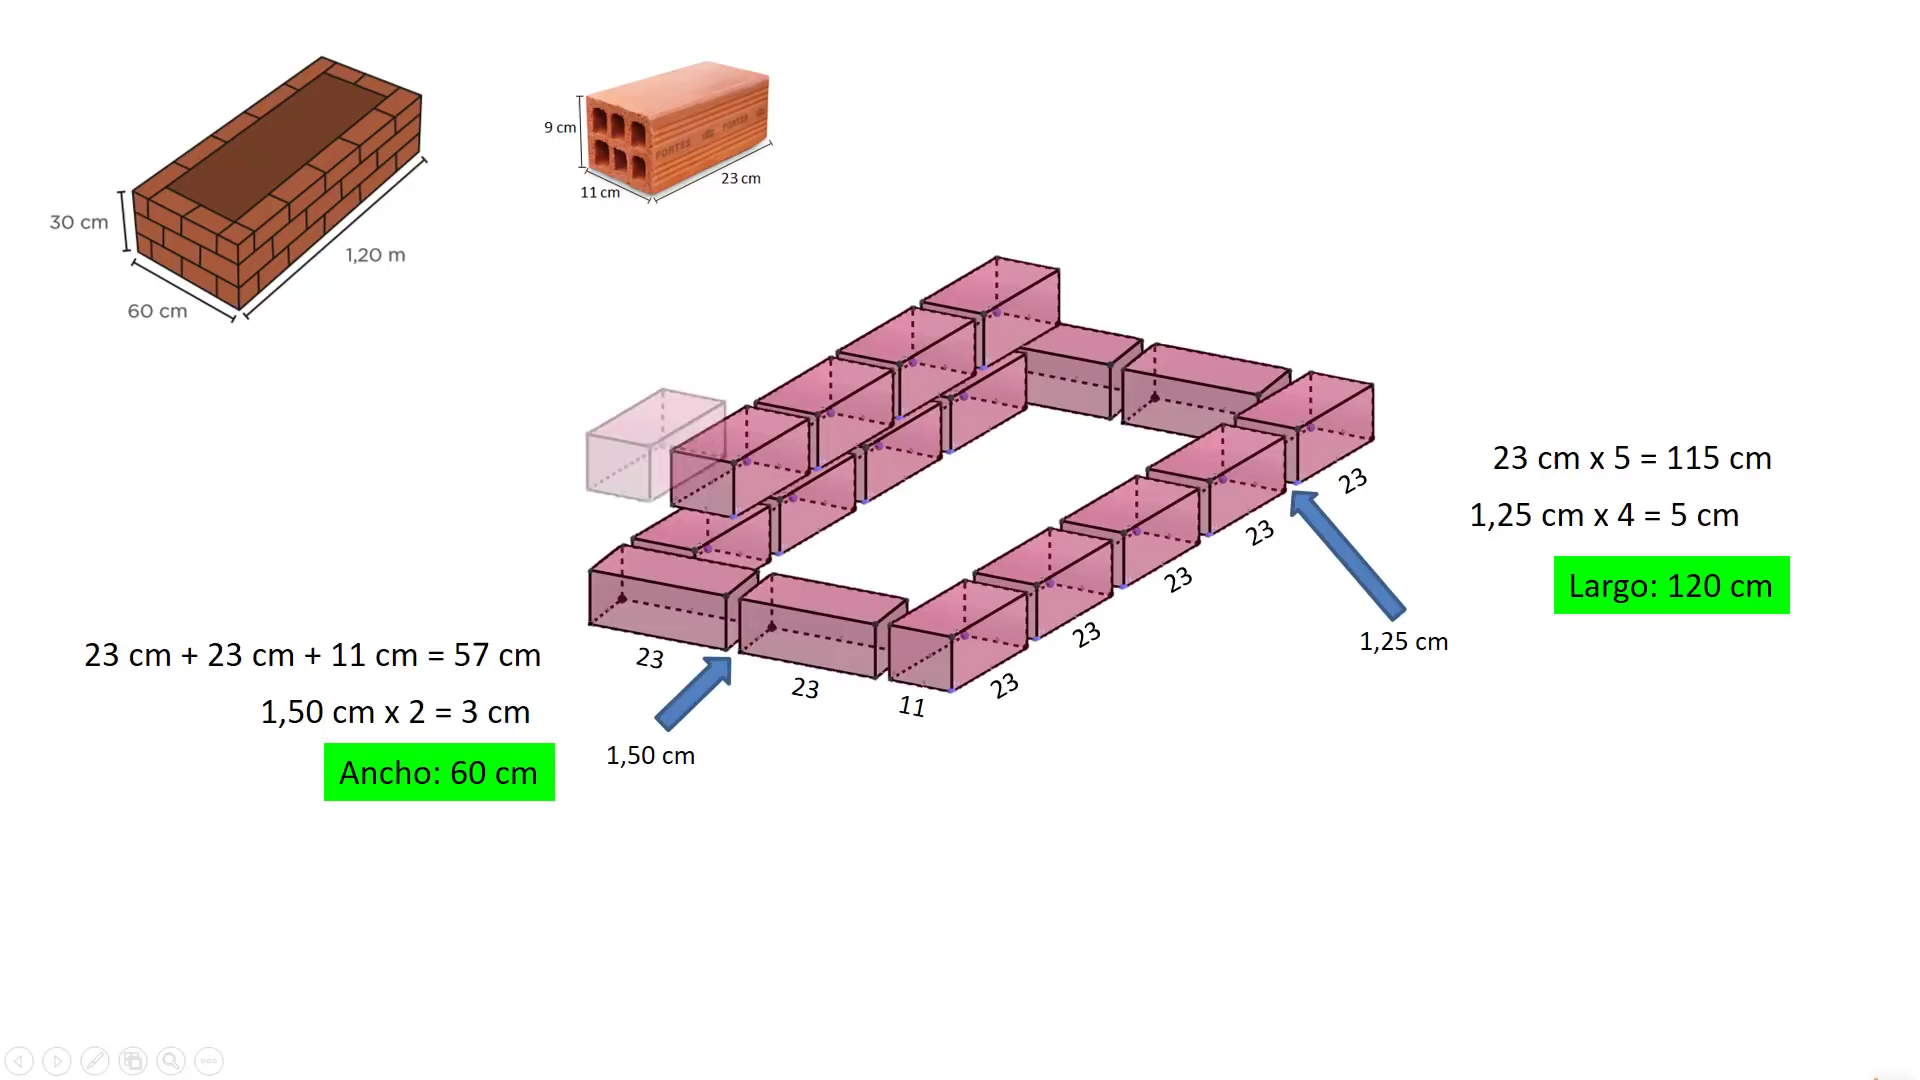 30 cm
60 cm
1,20 m
9 cm
11 cm
23 cm
PORTES
PORTES
23 cm + 23 cm + 11 cm = 57 cm
1,50 cm x 2 = 3 cm
Ancho: 60 cm
1,50 cm
23
23
11
23
23
23
23
23
1,25 cm
23 cm x 5 = 115 cm
1,25 cm x 4 = 5 cm
Largo: 120 cm